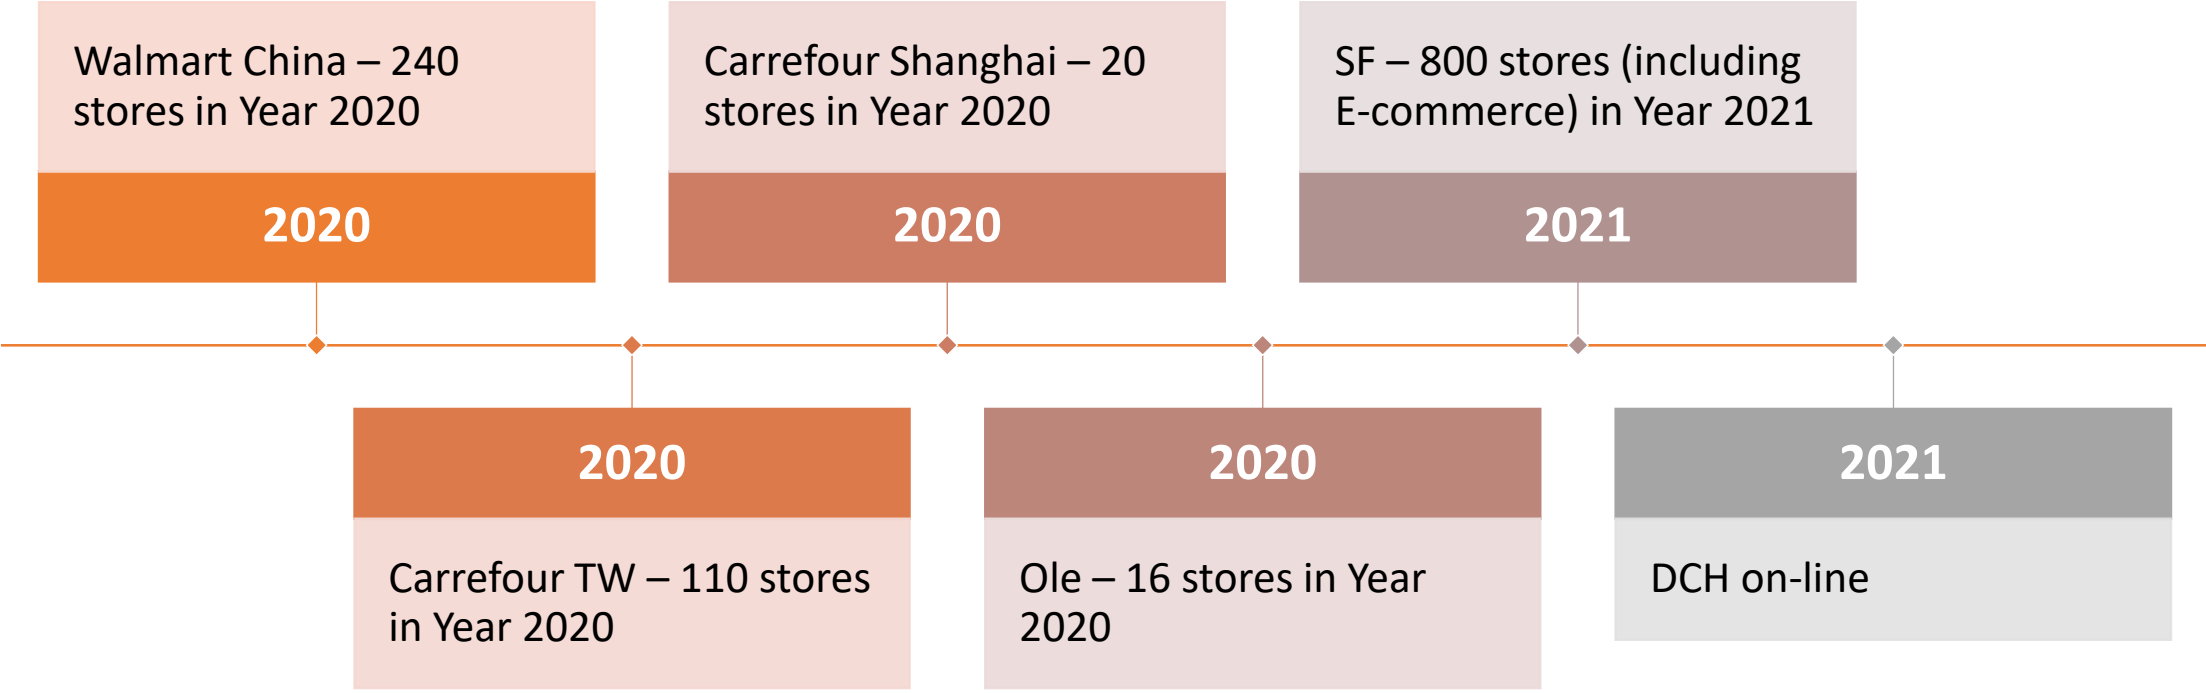 Walmart China – 240
stores in Year 2020
2020
Carrefour Shanghai – 20
stores in Year 2020
2020
SF – 800 stores (including
E-commerce) in Year 2021
2021
2020
Carrefour TW – 110 stores
in Year 2020
2020
Ole – 16 stores in Year
2020
2021
DCH on-line